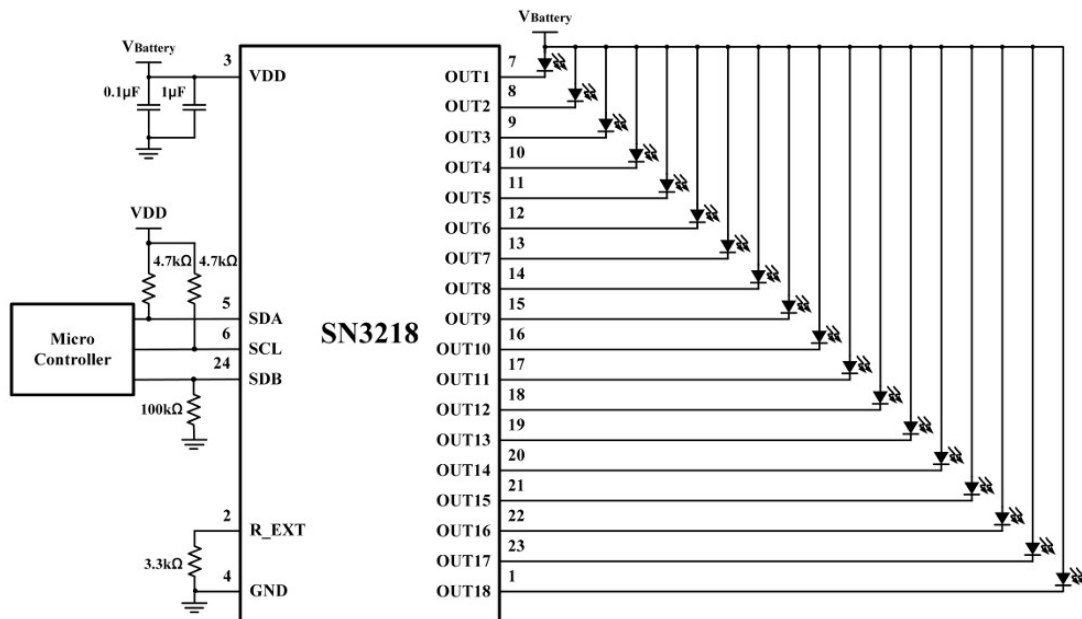 VBattery
3
VDD
0.1µF
1µF
VDD
4.7kΩ
4.7kΩ
Micro
Controller
5
SDA
6
SCL
24
SDB
100kΩ
2
R_EXT
3.3kΩ
4
GND
SN3218
VBattery
7
OUT1
8
OUT2
9
OUT3
10
OUT4
11
OUT5
12
OUT6
13
OUT7
14
OUT8
15
OUT9
16
OUT10
17
OUT11
18
OUT12
19
OUT13
20
OUT14
21
OUT15
22
OUT16
23
OUT17
1
OUT18